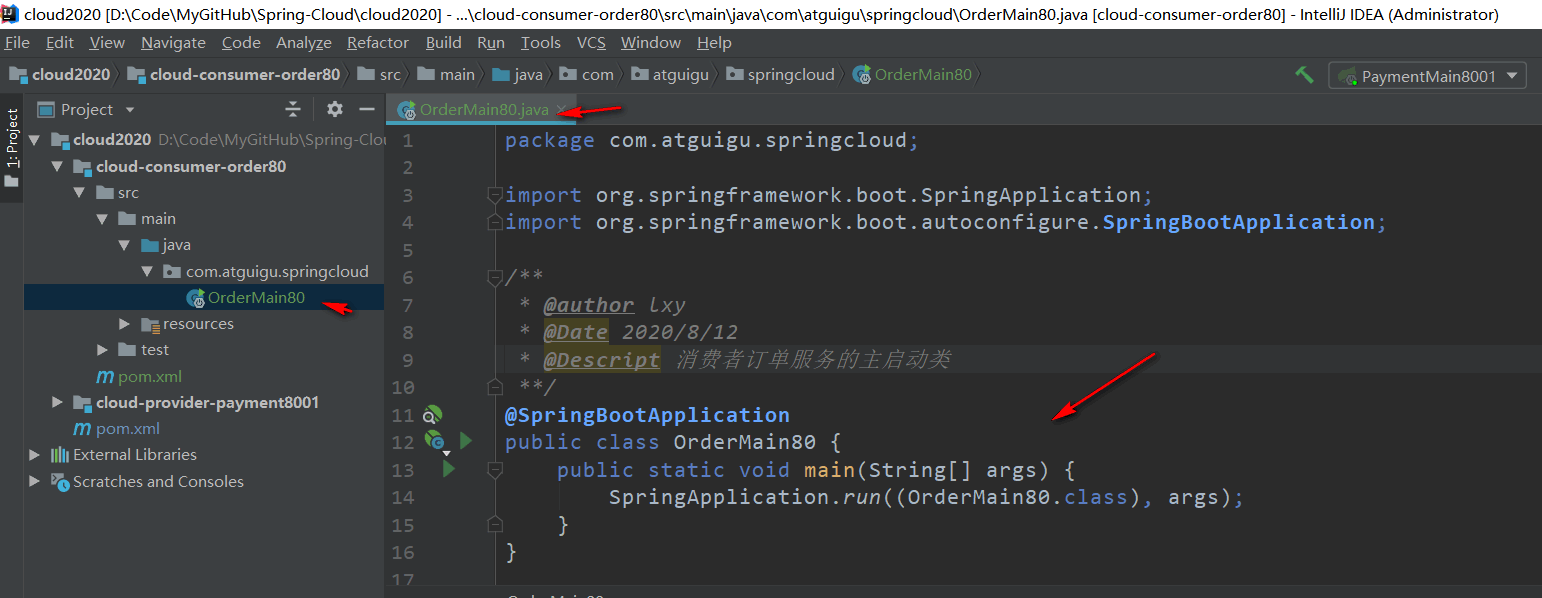 cloud2020 [D:\Code\MyGitHub\Spring-Cloud\cloud2020] - ...\cloud-consumer-order80\src\main\java\com\atguigu\springcloud\OrderMain80.java [cloud-consumer-order80] - IntelliJ IDEA (Administrator)
File Edit View Navigate Code Analyze Refactor Build Run Tools VCS Window Help
cloud2020 cloud-consumer-order80 src main java com atguigu springcloud OrderMain80 PaymentMain8001
1: Project
Project
cloud2020 D:\Code\MyGitHub\Spring-Clou
cloud-consumer-order80
src
main
java
com.atguigu.springcloud
OrderMain80
resources
test
pom.xml
cloud-provider-payment8001
pom.xml
External Libraries
Scratches and Consoles
OrderMain80.java
1 package com.atguigu.springcloud;
2
3 import org.springframework.boot.SpringApplication;
4 import org.springframework.boot.autoconfigure.SpringBootApplication;
5
6 /**
7 * @author lxy
8 * @Date 2020/8/12
9 * @Descript 消费者订单服务的主启动类
10 **/
11 @SpringBootApplication
12 public class OrderMain80 {
13 public static void main(String[] args) {
14 SpringApplication.run((OrderMain80.class), args);
15 }
16 }
17